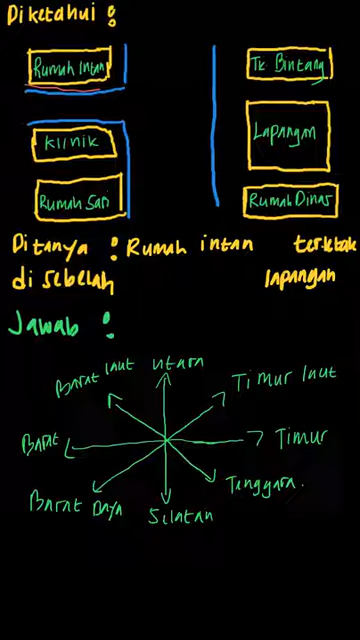 Diketahui :
Rumah Intan
Tk. Bintang
Klinik
Lapangan
Rumah Sari
Rumah Dinas
Ditanya : Rumah intan terletak
di sebelah lapangan
Jawab :
Barat laut
utara
Timur laut
Barat
Timur
Barat Daya
Silatan
Tenggara.